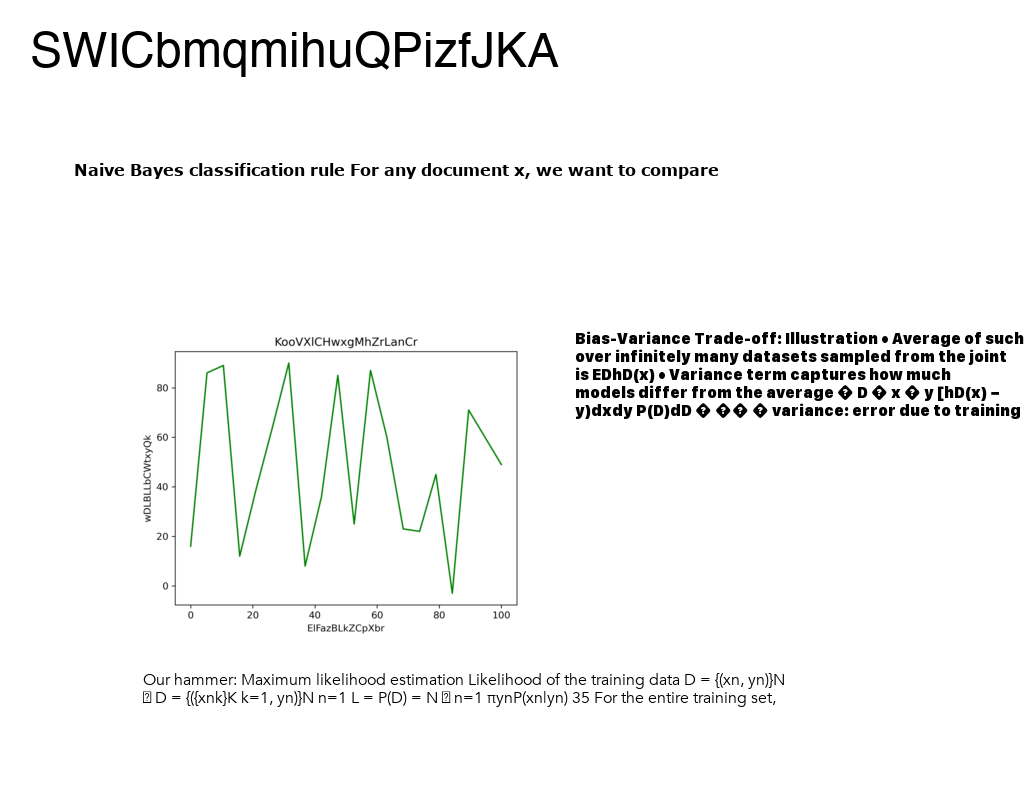 SWICbmqmihuQPizfJKA
Naive Bayes classification rule For any document x, we want to compare
KooVXlCHwxgMhZrLanCr
wDLBLLbCWtxyQk
80
60
40
20
0
0 20 40 60 80 100
ElFazBLkZCpXbr
Bias-Variance Trade-off: Illustration • Average of such
over infinitely many datasets sampled from the joint
is EDhD(x) • Variance term captures how much
models differ from the average � D � x � y [hD(x) –
y)dxdy P(D)dD � �� � variance: error due to training
Our hammer: Maximum likelihood estimation Likelihood of the training data D = {(xn, yn)}N
⍰ D = {({xnk}K k=1, yn)}N n=1 L = P(D) = N ⍰ n=1 πynP(xn|yn) 35 For the entire training set,